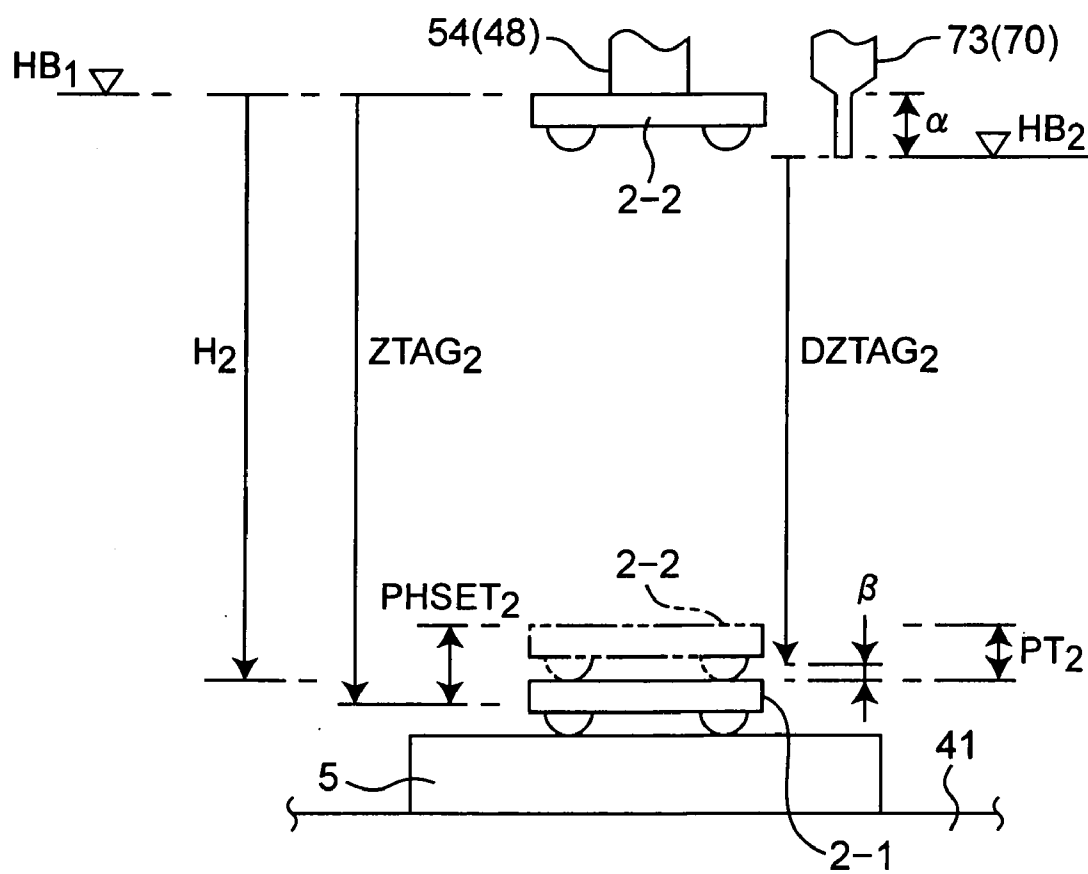 54(48)
73(70)
HB1
α
HB2
2-2
H2
ZTAG2
DZTAG2
2-2
β
PHSET2
PT2
5
41
2-1